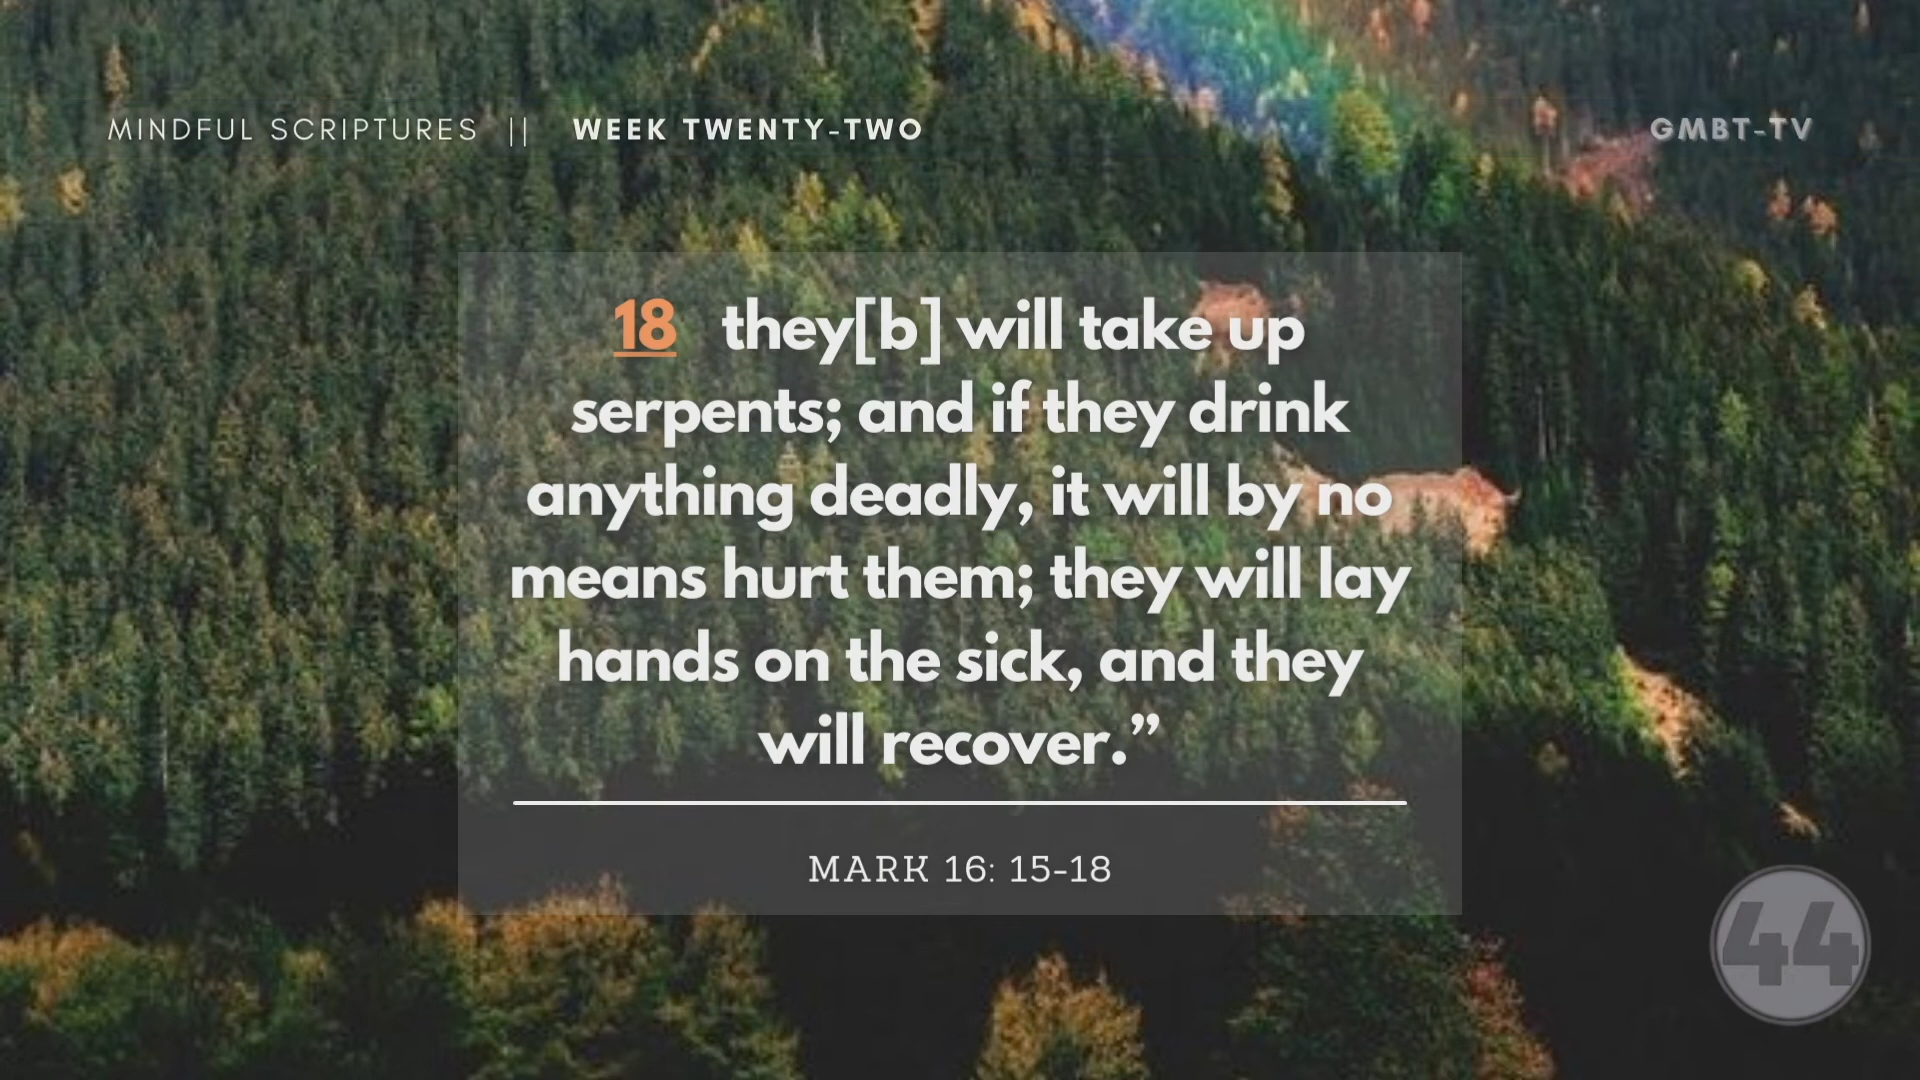 MINDFUL SCRIPTURES || WEEK TWENTY-TWO
GMBT-TV
18 they[b] will take up
serpents; and if they drink
anything deadly, it will by no
means hurt them; they will lay
hands on the sick, and they
will recover.”
MARK 16: 15-18
44